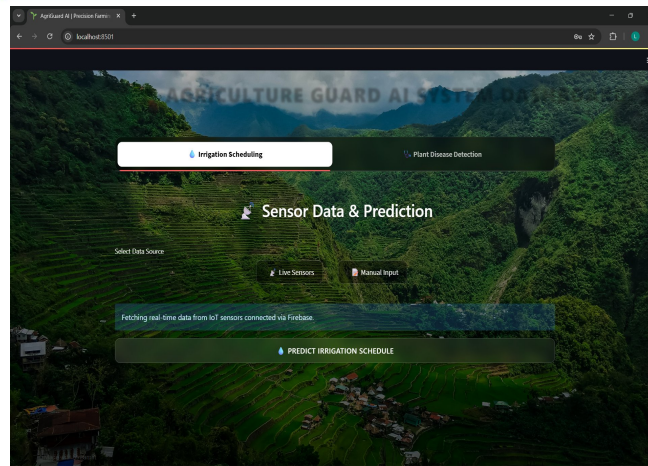 AgriGuard AI | Precision Farmin
localhost:8501
L
AGRICULTURE GUARD AI SYSTEM DASHBOARD
Irrigation Scheduling
Plant Disease Detection
Sensor Data & Prediction
Select Data Source
Live Sensors
Manual Input
Fetching real-time data from IoT sensors connected via Firebase.
PREDICT IRRIGATION SCHEDULE